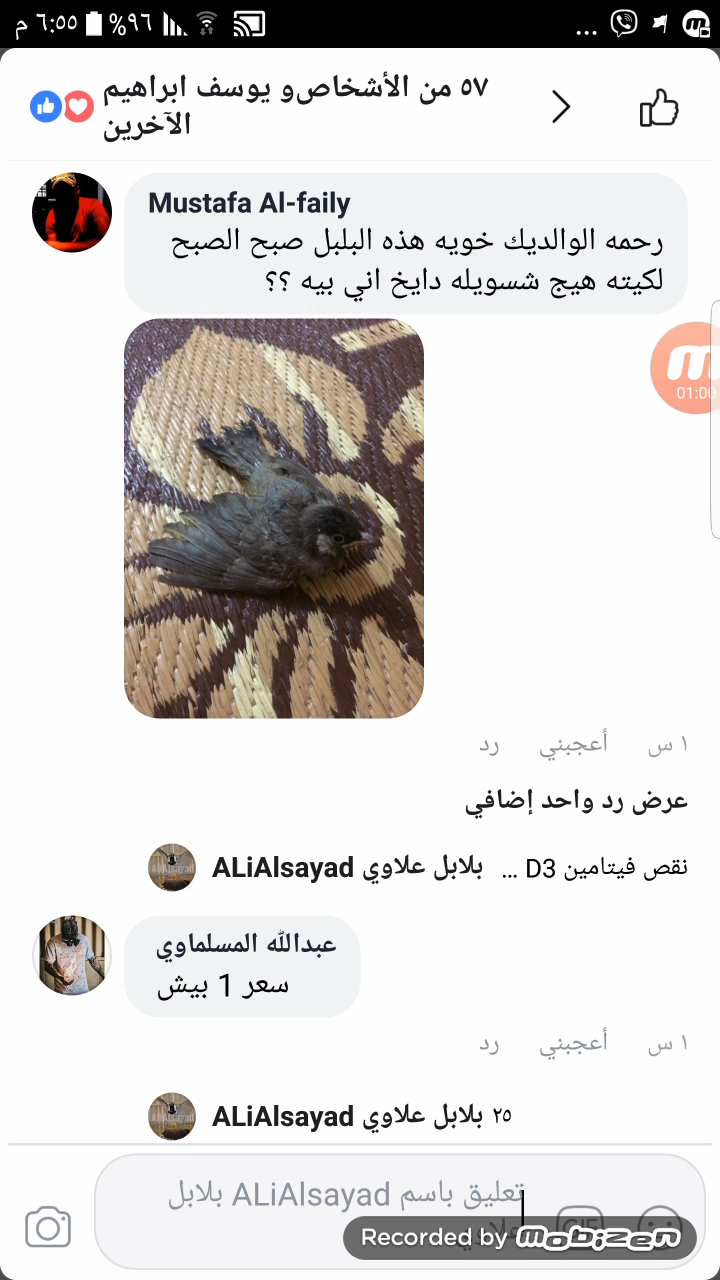 ٦:٥٥ م
%٩٦
...
٥٧ من الأشخاصو يوسف ابراهيم
الآخرين
Mustafa Al-faily
رحمه الوالديك خويه هذه البلبل صبح الصبح
لكيته هيج شسويله دايخ اني بيه ؟؟
01:00
١ س أعجبني رد
عرض رد واحد إضافي
ALiAlsayad بلابل علاوي نقص فيتامين D3 ...
عبدالله المسلماوي
سعر 1 بيش
١ س أعجبني رد
ALiAlsayad بلابل علاوي ٢٥
تعليق باسم ALiAlsayad بلابل
علاوي
GIF
Recorded by mobizen